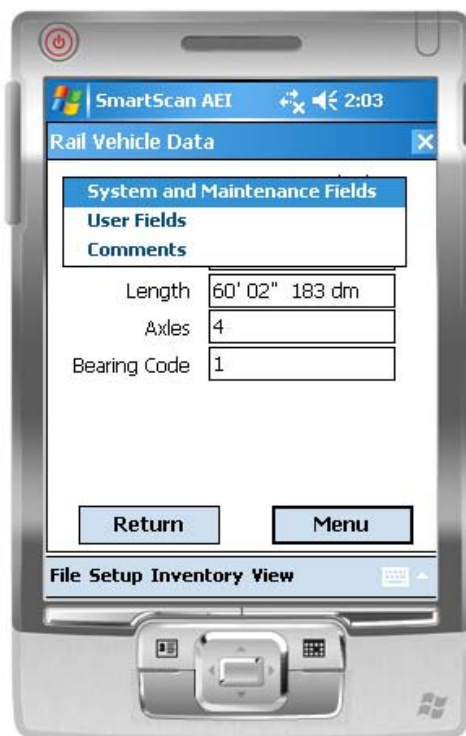 SmartScan AEI 2:03
Rail Vehicle Data
System and Maintenance Fields
User Fields
Comments
Length 60' 02" 183 dm
Axles 4
Bearing Code 1
Return Menu
File Setup Inventory View